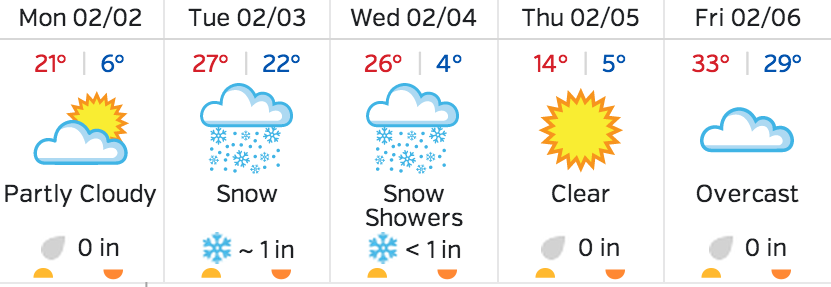 Mon 02/02
21° | 6°
Partly Cloudy
0 in
Tue 02/03
27° | 22°
Snow
~ 1 in
Wed 02/04
26° | 4°
Snow
Showers
< 1 in
Thu 02/05
14° | 5°
Clear
0 in
Fri 02/06
33° | 29°
Overcast
0 in